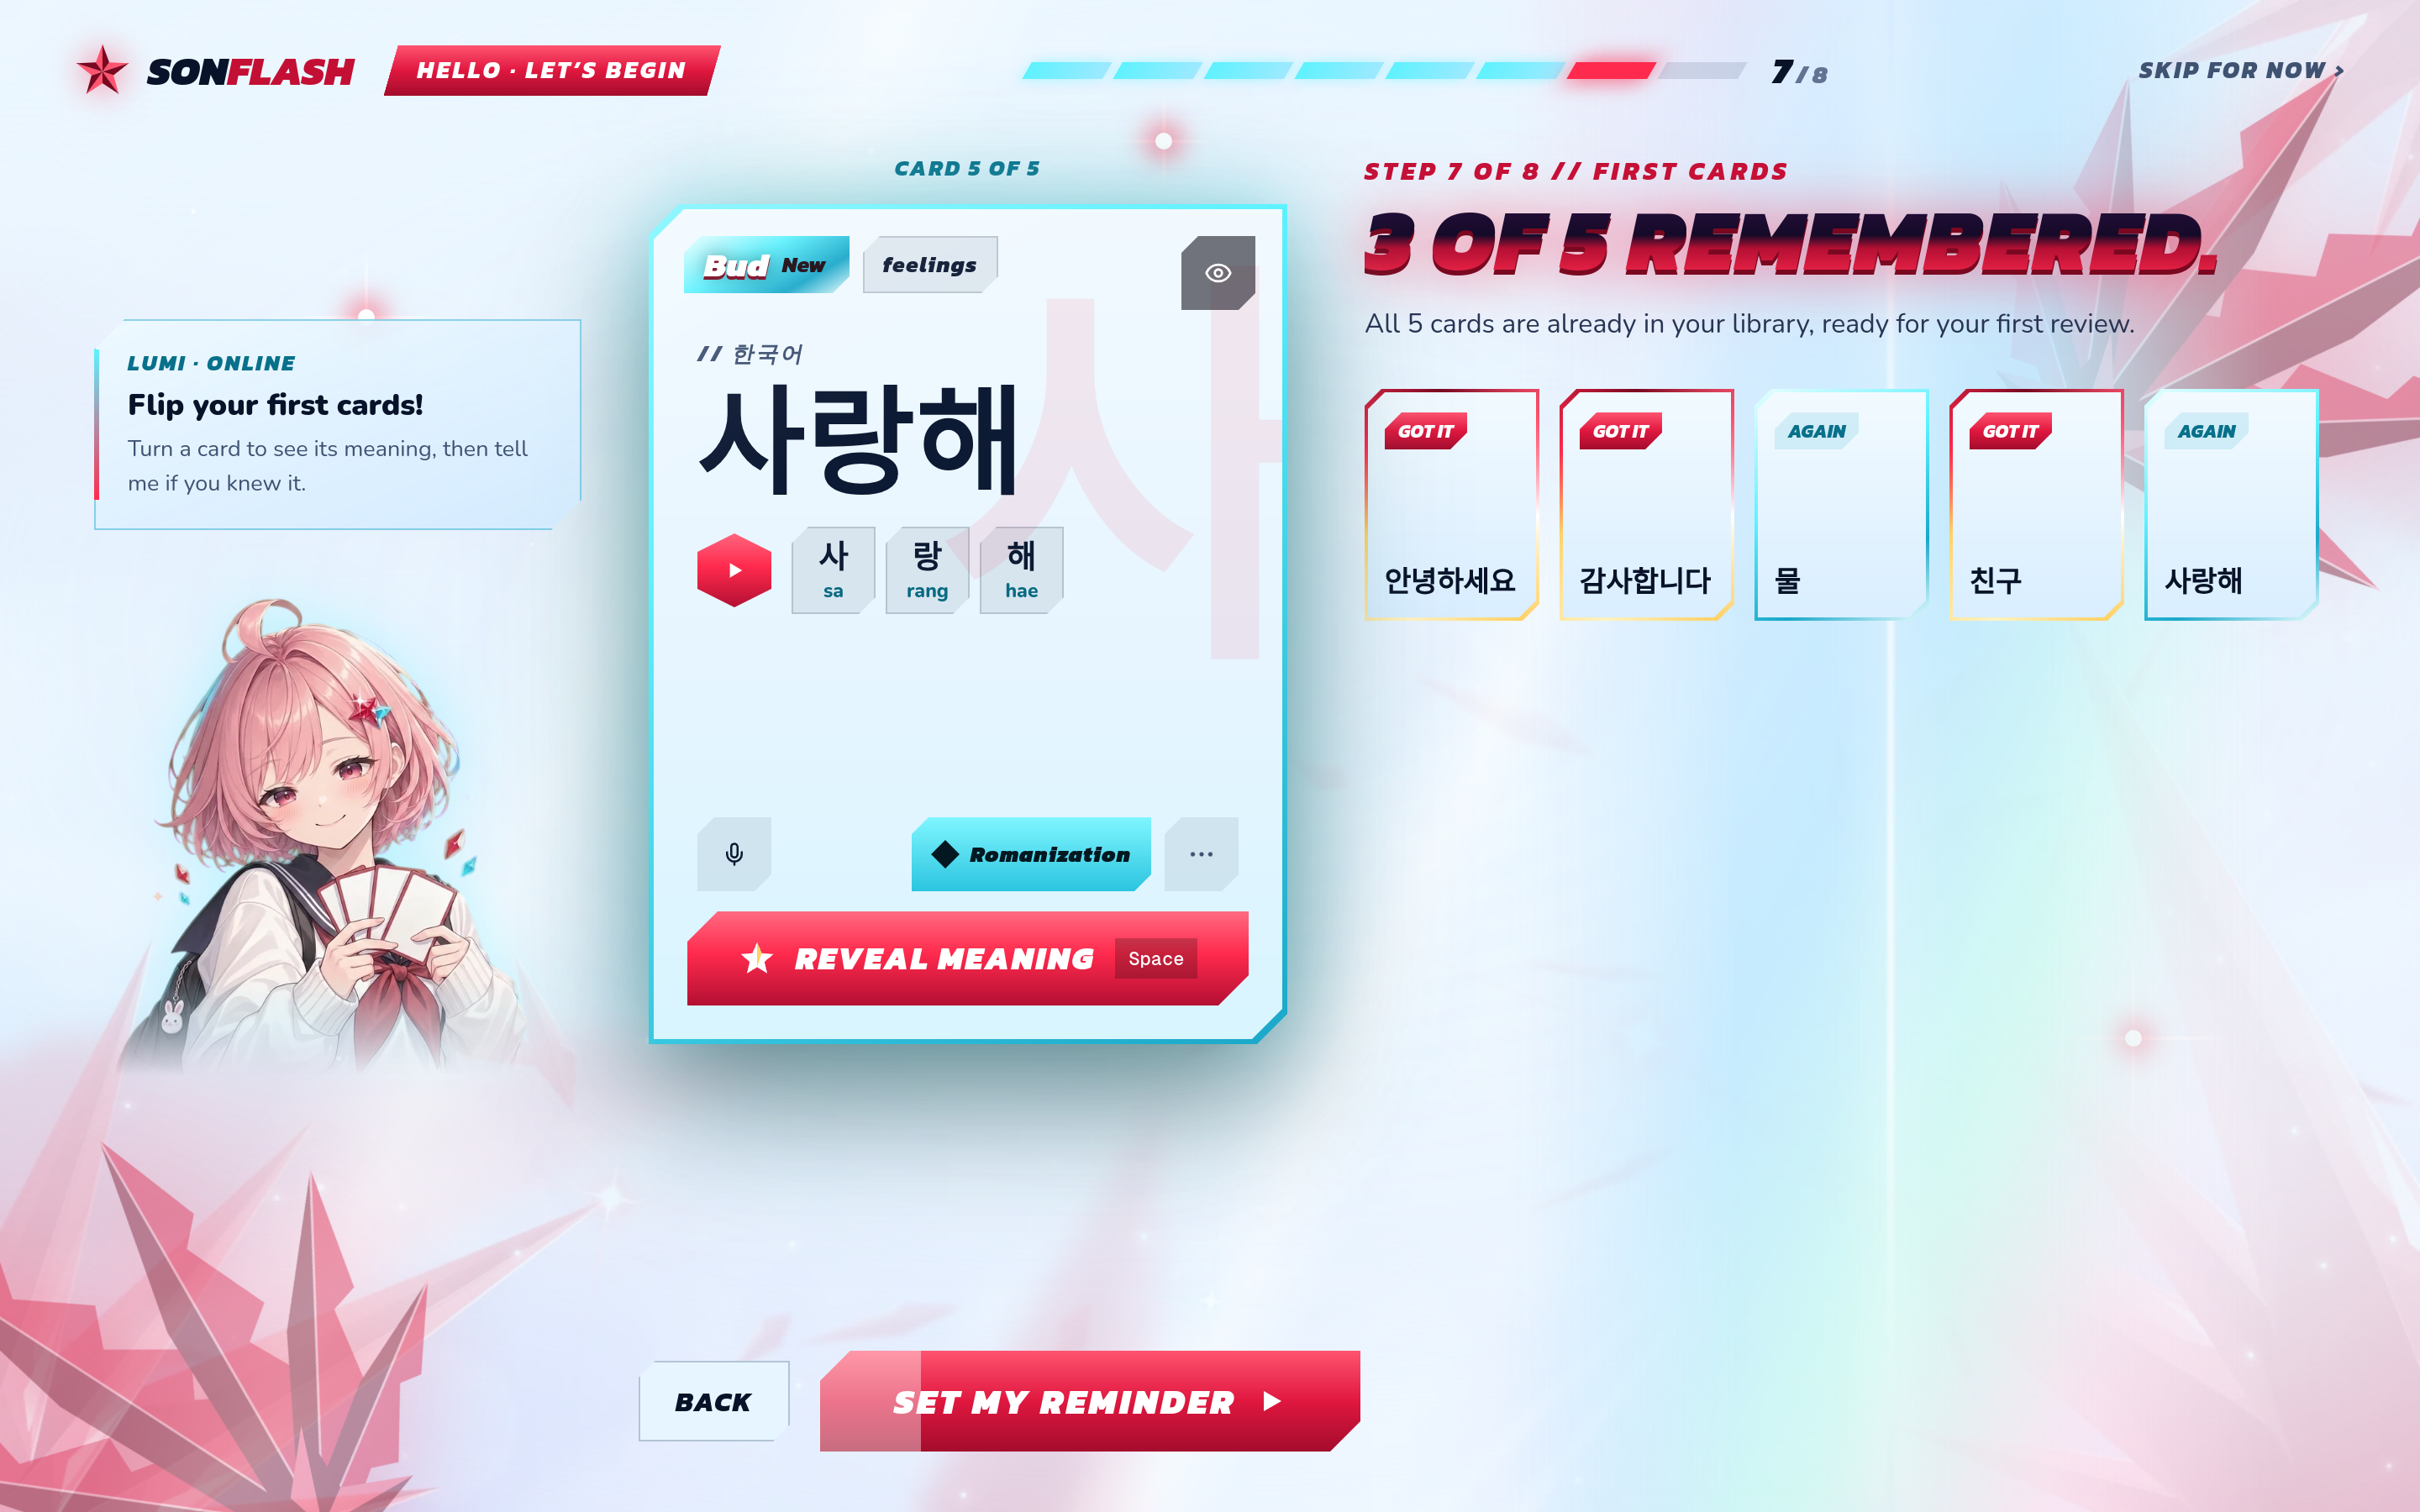 SONFLASH
HELLO · LET'S BEGIN
7 / 8
SKIP FOR NOW >
LUMI · ONLINE
Flip your first cards!
Turn a card to see its meaning, then tell
me if you knew it.
CARD 5 OF 5
Bud New
feelings
// 한국어
사랑해
사
사 랑 해
sa rang hae
Romanization
REVEAL MEANING Space
STEP 7 OF 8 // FIRST CARDS
3 OF 5 REMEMBERED.
All 5 cards are already in your library, ready for your first review.
GOT IT
안녕하세요
GOT IT
감사합니다
AGAIN
물
GOT IT
친구
AGAIN
사랑해
BACK
SET MY REMINDER